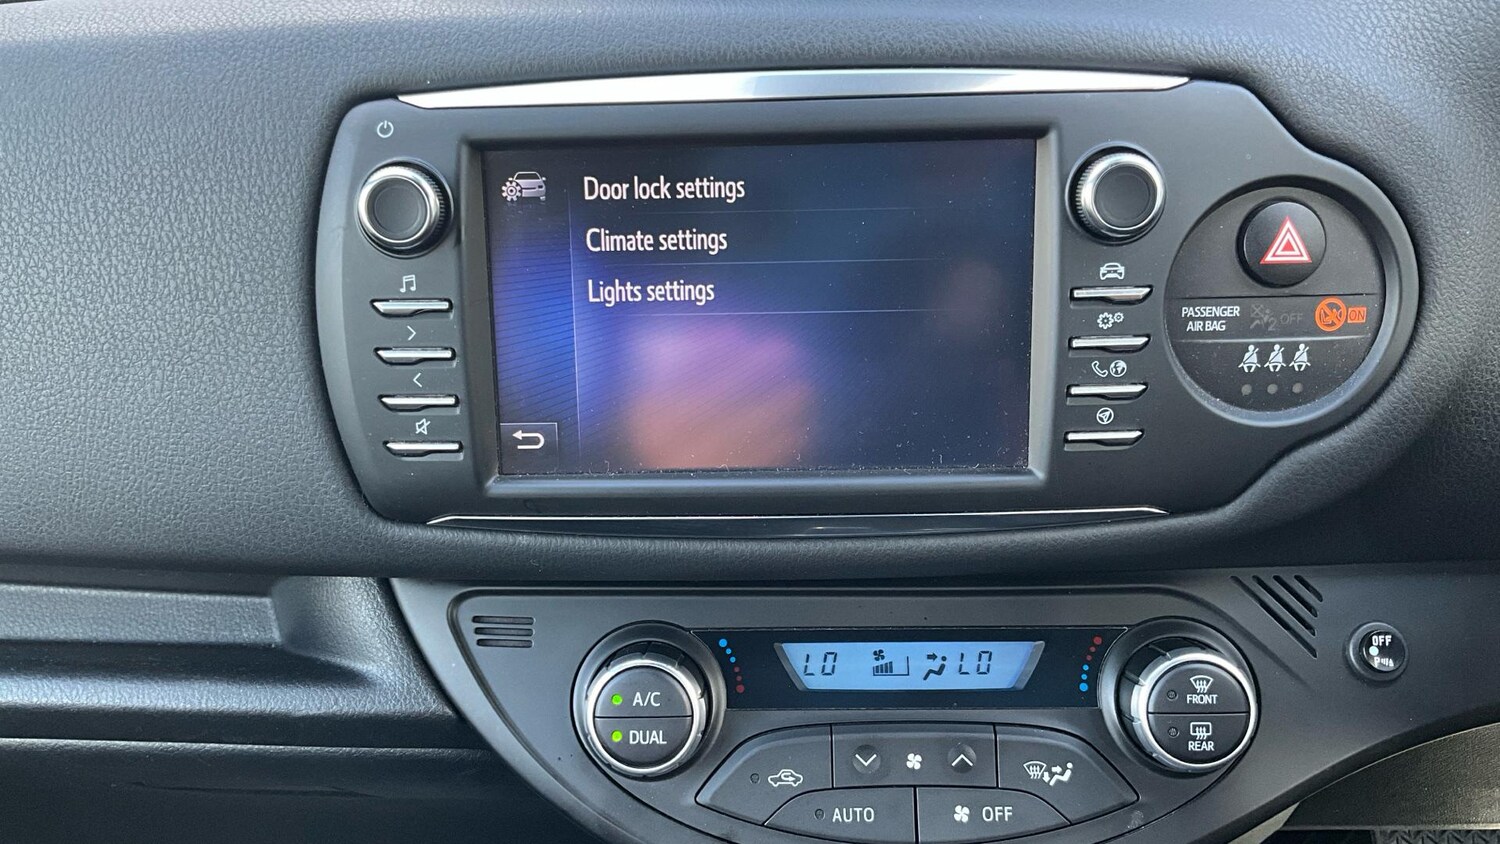 Door lock settings
Climate settings
Lights settings
PASSENGER
AIR BAG
2 OFF
ON
OFF
A/C
DUAL
LO
LO
FRONT
REAR
AUTO
OFF